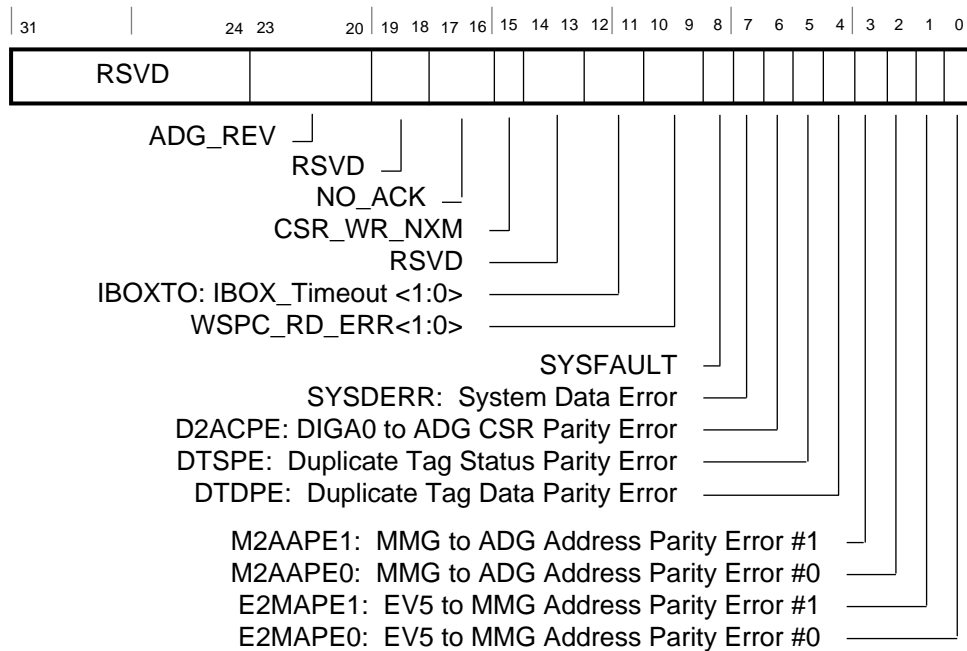 31 24 23 20 19 18 17 16 15 14 13 12 11 10 9 8 7 6 5 4 3 2 1 0
RSVD
ADG_REV
RSVD
NO_ACK
CSR_WR_NXM
RSVD
IBOXTO: IBOX_Timeout <1:0>
WSPC_RD_ERR<1:0>
SYSFAULT
SYSDERR: System Data Error
D2ACPE: DIGA0 to ADG CSR Parity Error
DTSPE: Duplicate Tag Status Parity Error
DTDPE: Duplicate Tag Data Parity Error
M2AAPE1: MMG to ADG Address Parity Error #1
M2AAPE0: MMG to ADG Address Parity Error #0
E2MAPE1: EV5 to MMG Address Parity Error #1
E2MAPE0: EV5 to MMG Address Parity Error #0